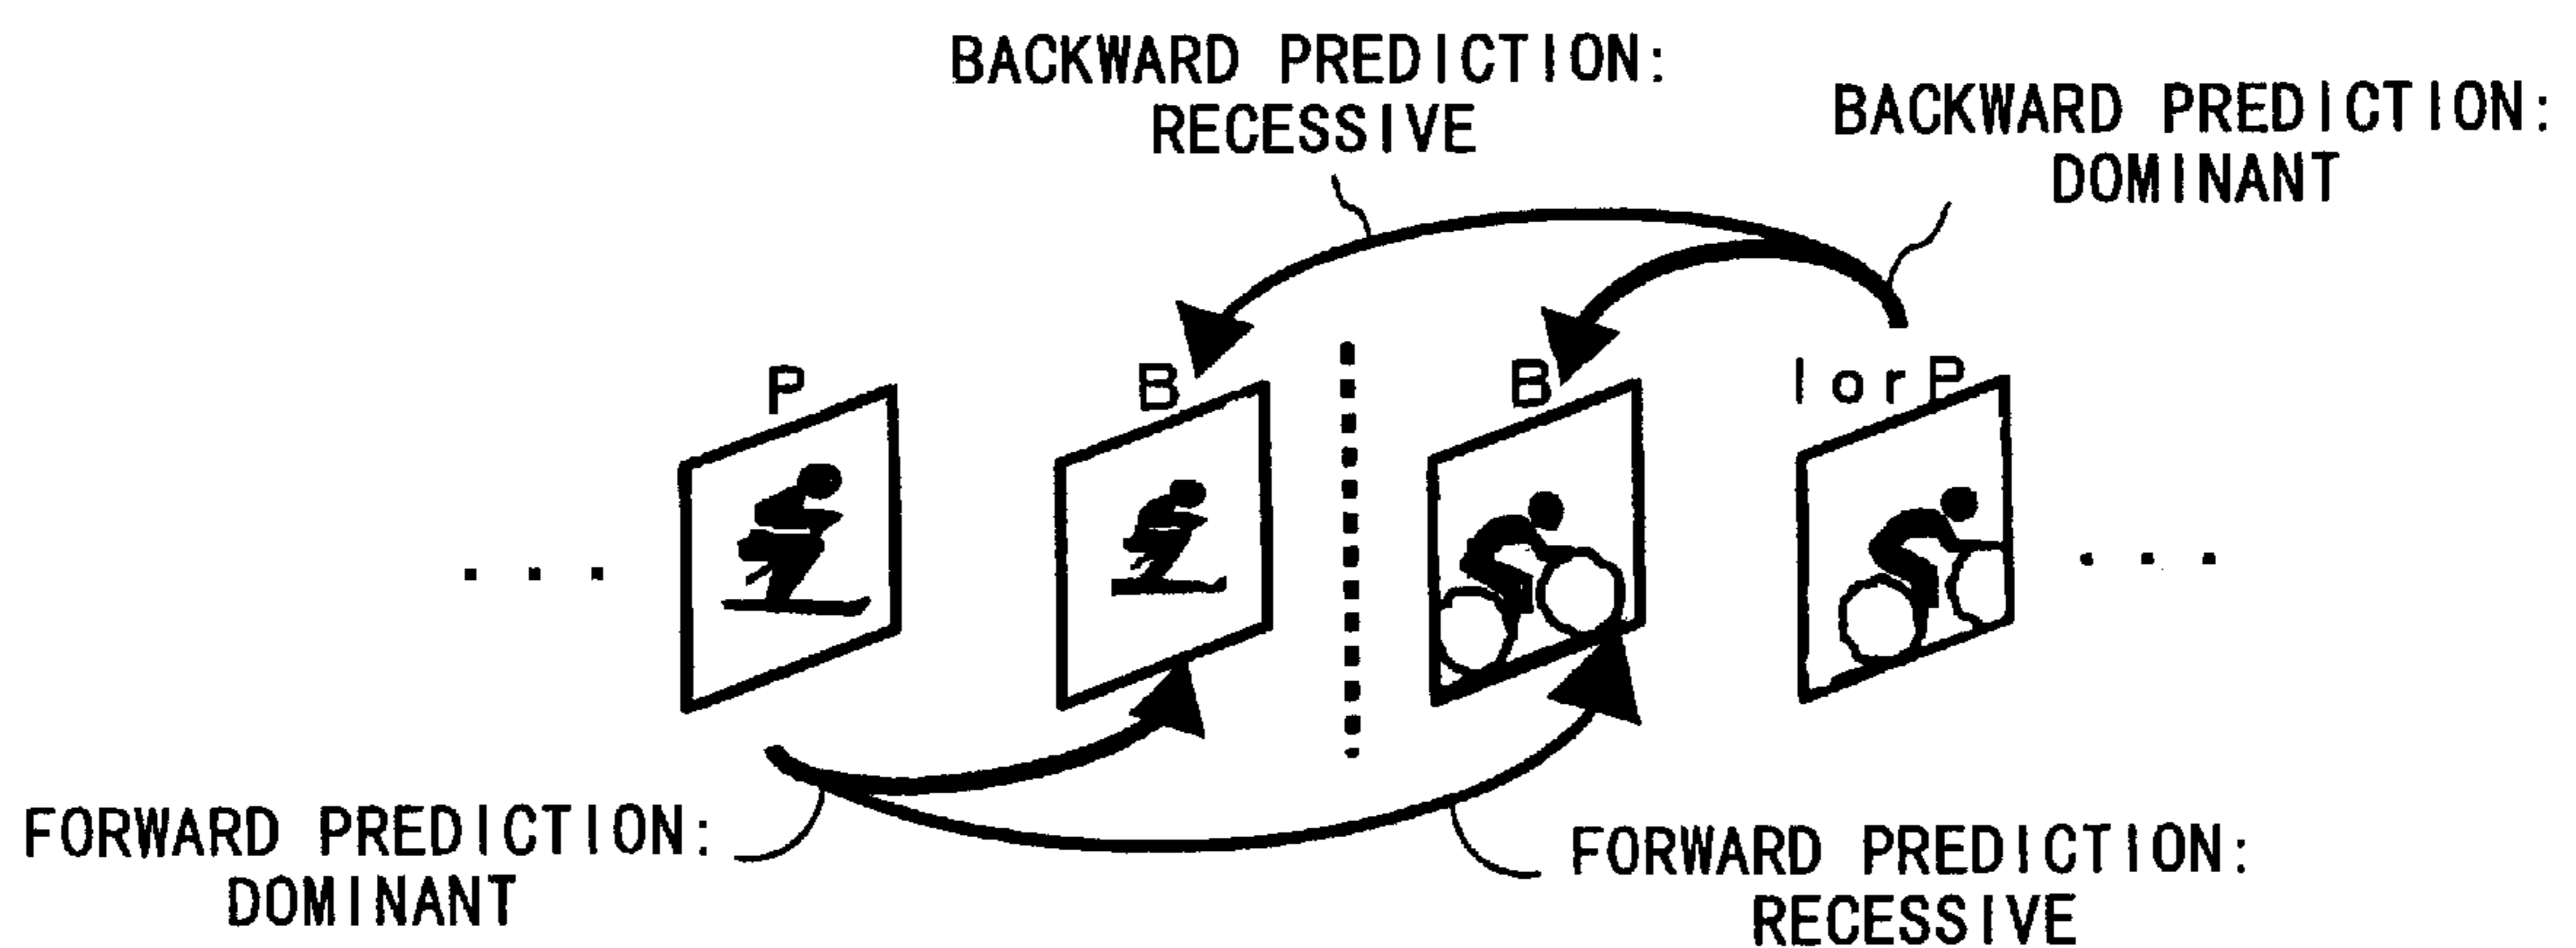 BACKWARD PREDICTION:
RECESSIVE
BACKWARD PREDICTION:
DOMINANT
P
B
B
I or P
. . .
. . .
FORWARD PREDICTION:
DOMINANT
FORWARD PREDICTION:
RECESSIVE